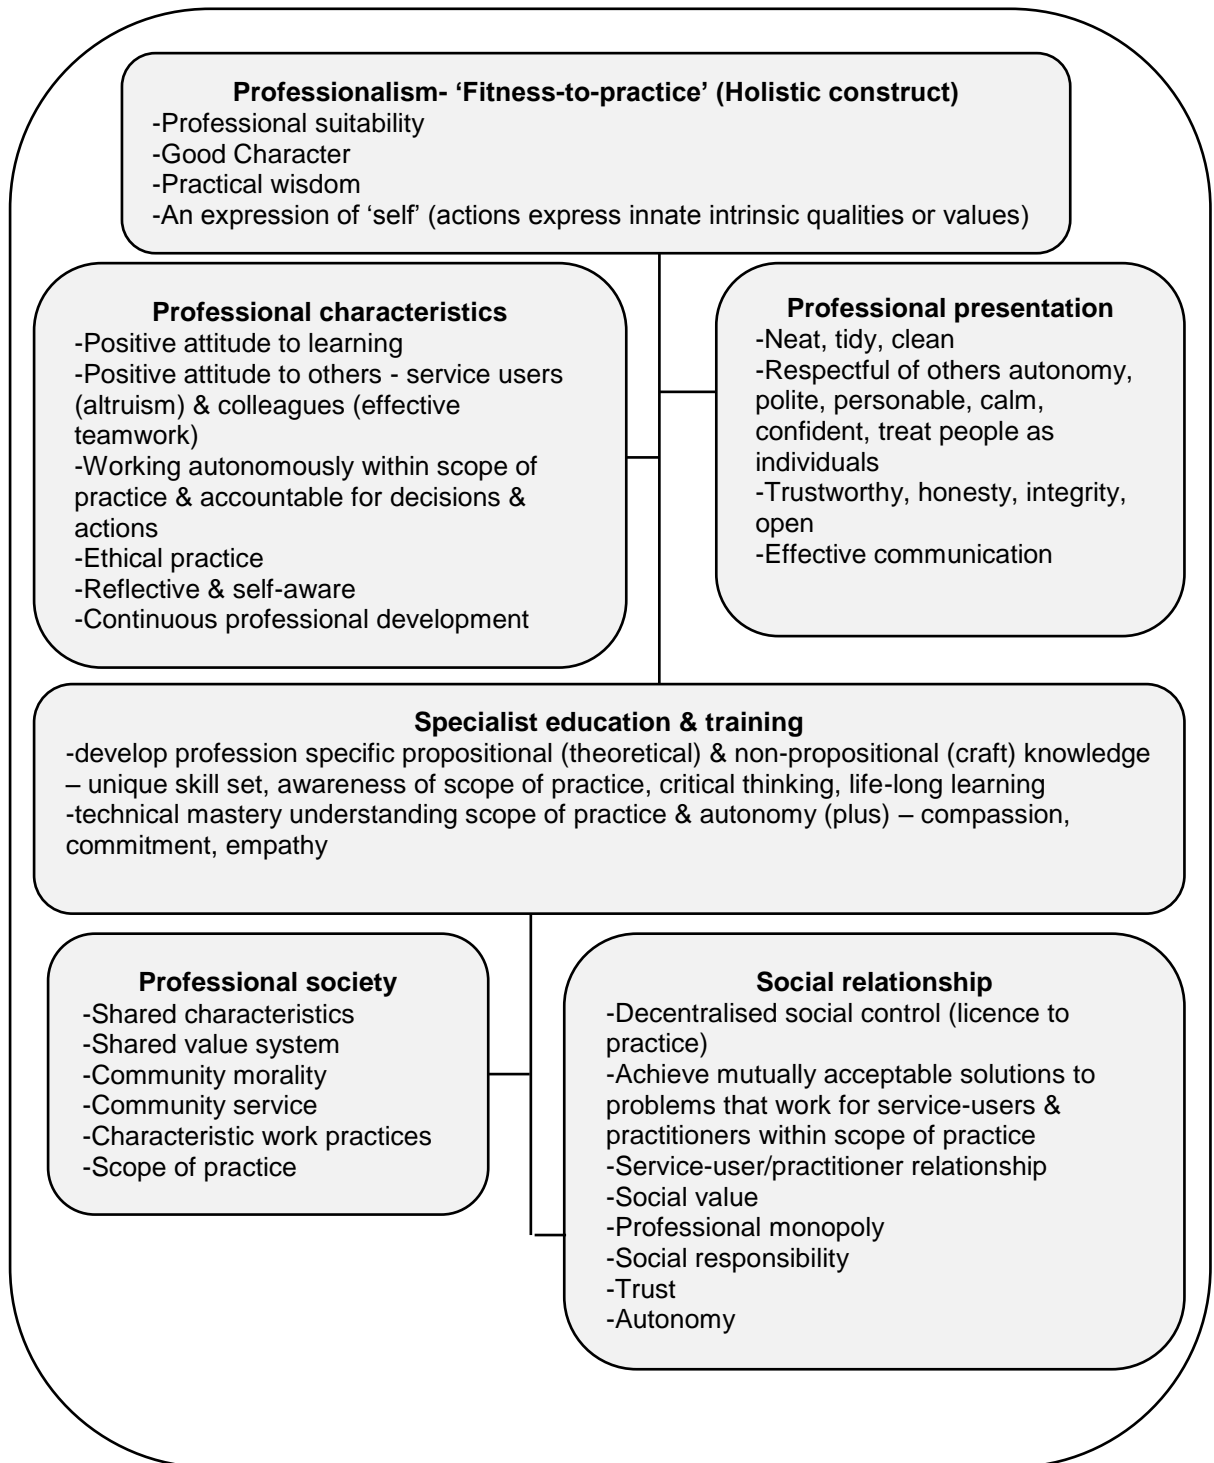 Professionalism- ‘Fitness-to-practice’ (Holistic construct)
-Professional suitability
-Good Character
-Practical wisdom
-An expression of ‘self’ (actions express innate intrinsic qualities or values)
Professional characteristics
-Positive attitude to learning
-Positive attitude to others - service users
(altruism) & colleagues (effective
teamwork)
-Working autonomously within scope of
practice & accountable for decisions &
actions
-Ethical practice
-Reflective & self-aware
-Continuous professional development
Professional presentation
-Neat, tidy, clean
-Respectful of others autonomy,
polite, personable, calm,
confident, treat people as
individuals
-Trustworthy, honesty, integrity,
open
-Effective communication
Specialist education & training
-develop profession specific propositional (theoretical) & non-propositional (craft) knowledge
– unique skill set, awareness of scope of practice, critical thinking, life-long learning
-technical mastery understanding scope of practice & autonomy (plus) – compassion,
commitment, empathy
Professional society
-Shared characteristics
-Shared value system
-Community morality
-Community service
-Characteristic work practices
-Scope of practice
Social relationship
-Decentralised social control (licence to
practice)
-Achieve mutually acceptable solutions to
problems that work for service-users &
practitioners within scope of practice
-Service-user/practitioner relationship
-Social value
-Professional monopoly
-Social responsibility
-Trust
-Autonomy